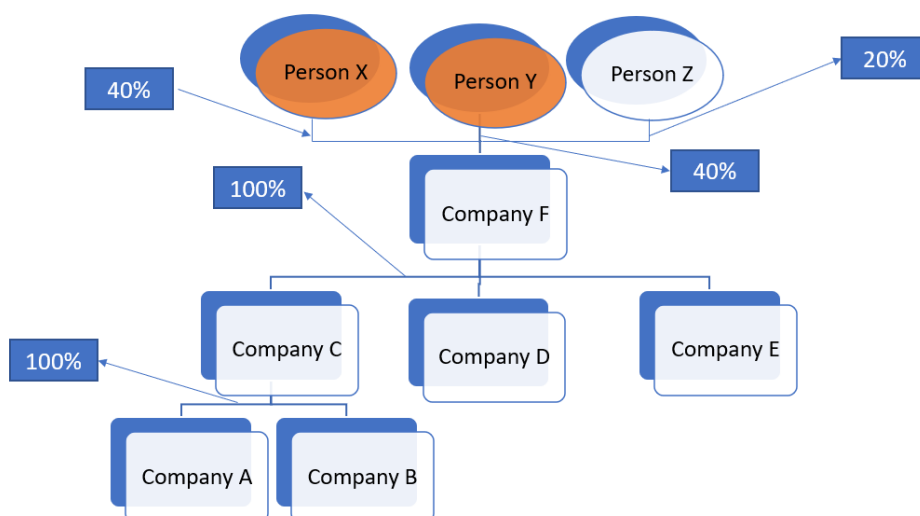 Person X
Person Y
Person Z
20%
40%
40%
100%
Company F
Company C
Company D
Company E
100%
Company A
Company B